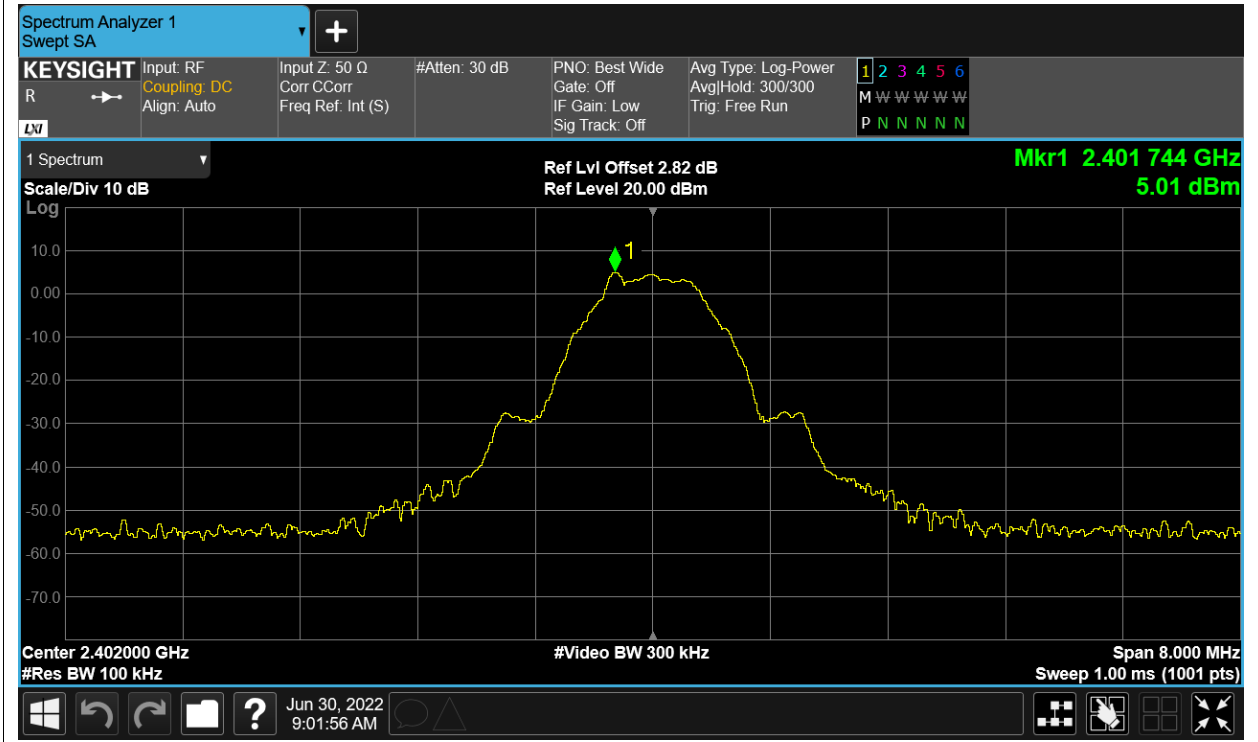 Spectrum Analyzer 1
Swept SA
+
KEYSIGHT
R
LXI
Input: RF
Coupling: DC
Align: Auto
Input Z: 50 Ω
Corr CCorr
Freq Ref: Int (S)
#Atten: 30 dB
PNO: Best Wide
Gate: Off
IF Gain: Low
Sig Track: Off
Avg Type: Log-Power
Avg|Hold: 300/300
Trig: Free Run
1 2 3 4 5 6
M W W W W W
P N N N N N
1 Spectrum
Scale/Div 10 dB
Log
Ref Lvl Offset 2.82 dB
Ref Level 20.00 dBm
Mkr1 2.401 744 GHz
5.01 dBm
1
10.0
0.00
-10.0
-20.0
-30.0
-40.0
-50.0
-60.0
-70.0
Center 2.402000 GHz
#Res BW 100 kHz
#Video BW 300 kHz
Span 8.000 MHz
Sweep 1.00 ms (1001 pts)
?
Jun 30, 2022
9:01:56 AM